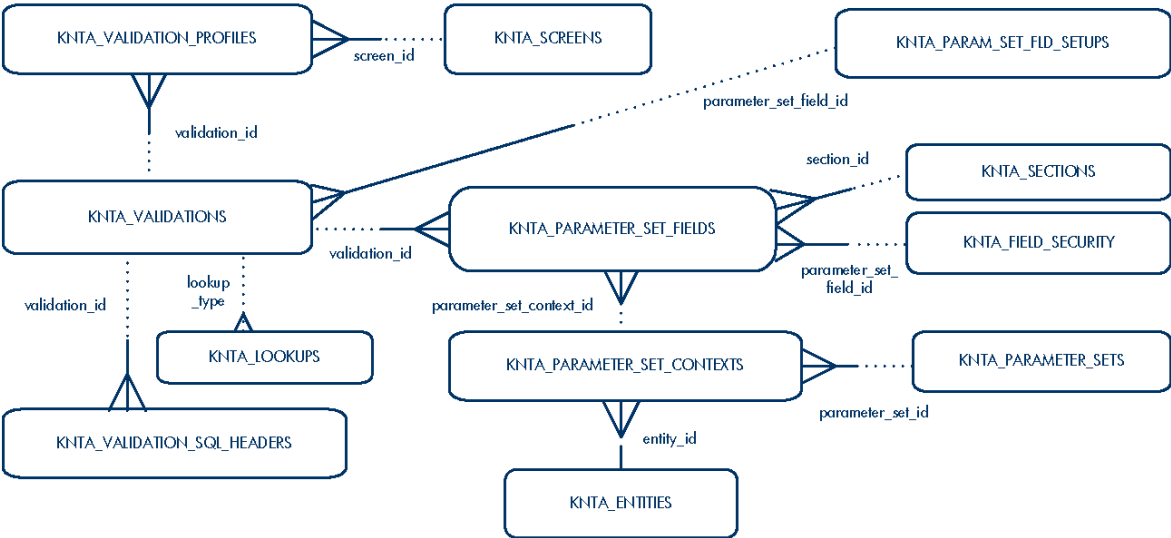 KNTA_VALIDATION_PROFILES
KNTA_SCREENS
KNTA_PARAM_SET_FLD_SETUPS
screen_id
parameter_set_field_id
validation_id
section_id
KNTA_SECTIONS
KNTA_VALIDATIONS
KNTA_PARAMETER_SET_FIELDS
KNTA_FIELD_SECURITY
validation_id
parameter_set_
field_id
lookup
_type
validation_id
parameter_set_context_id
KNTA_LOOKUPS
KNTA_PARAMETER_SET_CONTEXTS
KNTA_PARAMETER_SETS
parameter_set_id
KNTA_VALIDATION_SQL_HEADERS
entity_id
KNTA_ENTITIES